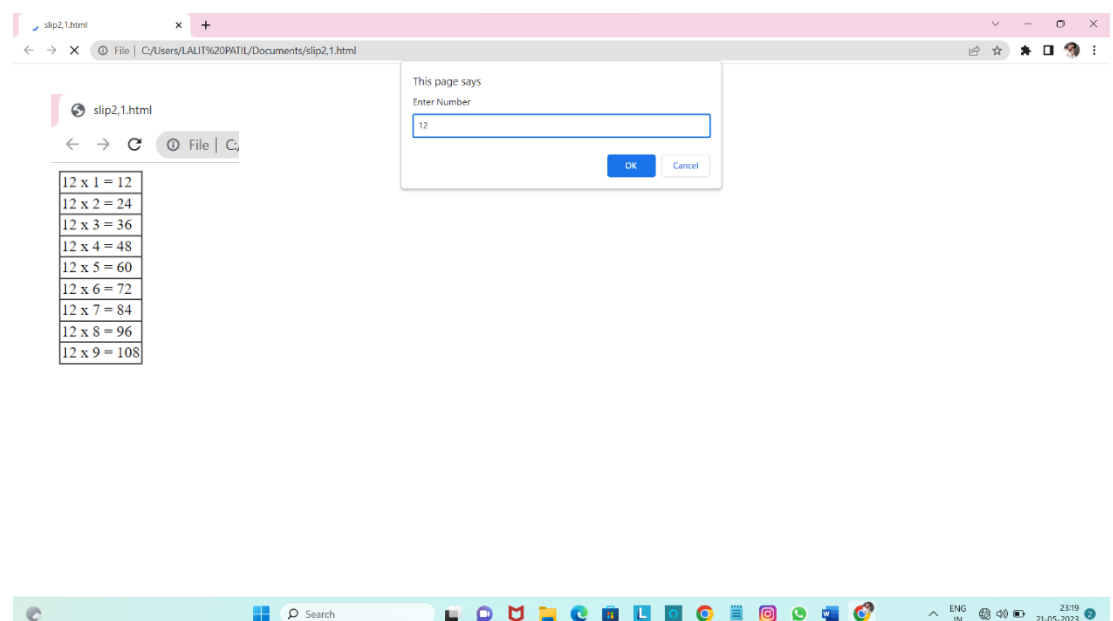 slip2,1.html
File | C:/Users/LALIT%20PATIL/Documents/slip2,1.html
This page says
Enter Number
12
OK Cancel
slip2,1.html
File | C:/
12 x 1 = 12
12 x 2 = 24
12 x 3 = 36
12 x 4 = 48
12 x 5 = 60
12 x 6 = 72
12 x 7 = 84
12 x 8 = 96
12 x 9 = 108
Search
ENG 23:19
IN 21-05-2023